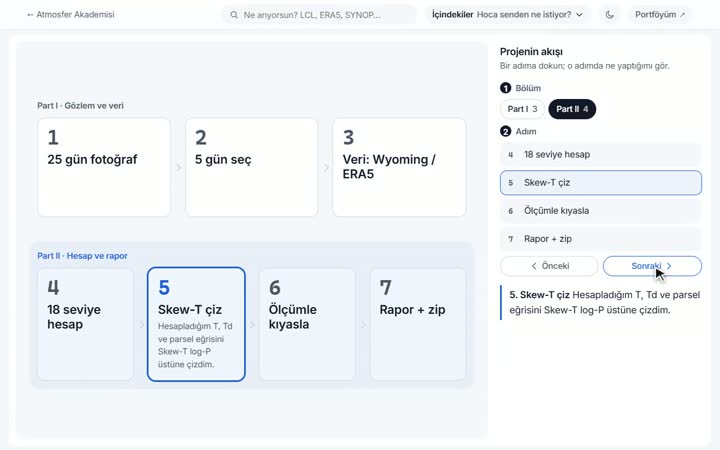 ← Atmosfer Akademisi
Ne arıyorsun? LCL, ERA5, SYNOP...
İçindekiler Hoca senden ne istiyor?
Portföyüm ↗
Part I · Gözlem ve veri
1
25 gün fotoğraf
2
5 gün seç
3
Veri: Wyoming /
ERA5
Part II · Hesap ve rapor
4
18 seviye
hesap
5
Skew-T çiz
Hesapladığım T, Td
ve parsel eğrisini
Skew-T log-P
üstüne çizdim.
6
Ölçümle
kıyasla
7
Rapor + zip
Projenin akışı
Bir adıma dokun; o adımda ne yaptığımı gör.
1 Bölüm
Part I 3
Part II 4
2 Adım
4 18 seviye hesap
5 Skew-T çiz
6 Ölçümle kıyasla
7 Rapor + zip
Önceki
Sonraki
5. Skew-T çiz Hesapladığım T, Td ve parsel
eğrisini Skew-T log-P üstüne çizdim.